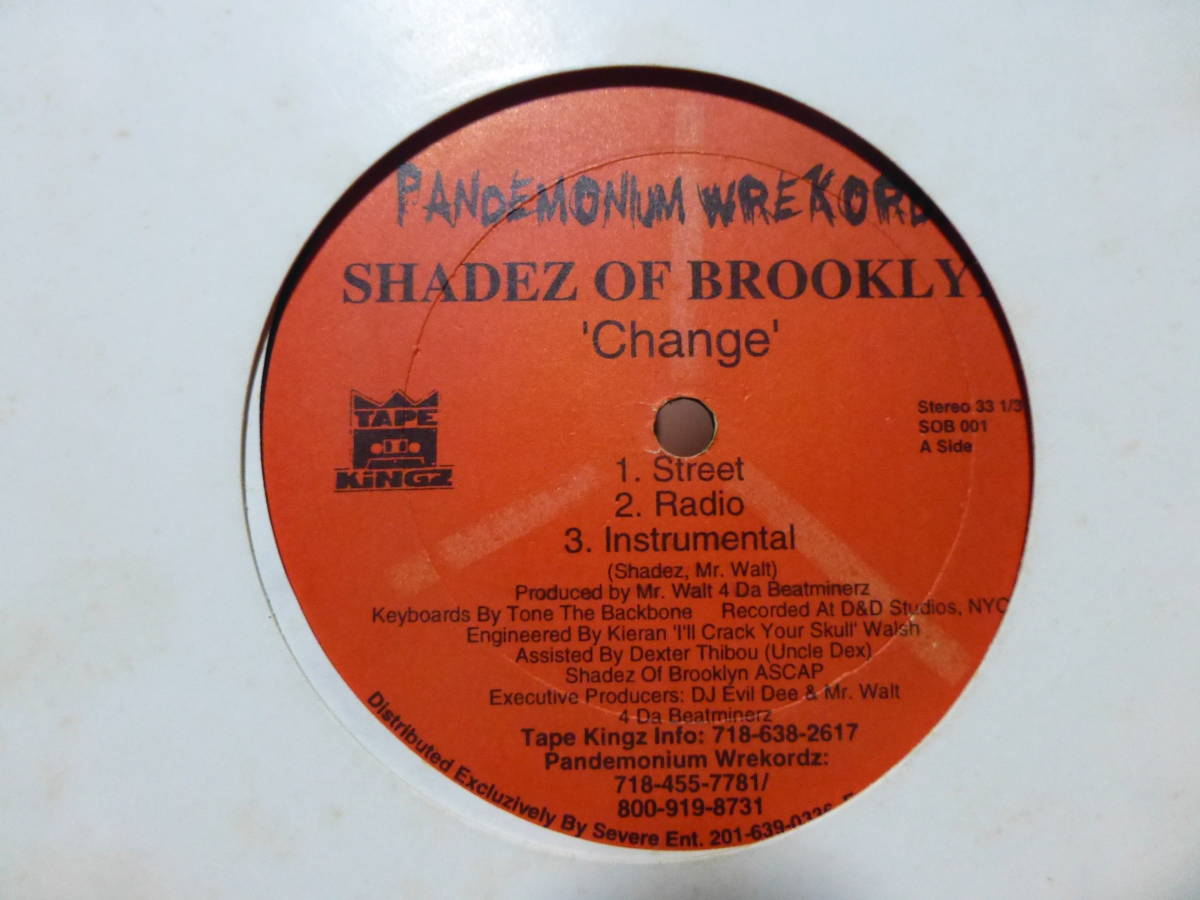 PANDEMONIUM WREKORD
SHADEZ OF BROOKLY
'Change'
TAPE
KINGZ
Stereo 33 1/3
SOB 001
A Side
1. Street
2. Radio
3. Instrumental
(Shadez, Mr. Walt)
Produced by Mr. Walt 4 Da Beatminerz
Keyboards By Tone The Backbone Recorded At D&D Studios, NYC
Engineered By Kieran 'I'll Crack Your Skull' Walsh
Assisted By Dexter Thibou (Uncle Dex)
Shadez Of Brooklyn ASCAP
Executive Producers: DJ Evil Dee & Mr. Walt
4 Da Beatminerz
Tape Kingz Info: 718-638-2617
Pandemonium Wrekordz:
718-455-7781/
800-919-8731
Distributed Excluzively By Severe Ent. 201-639-0336